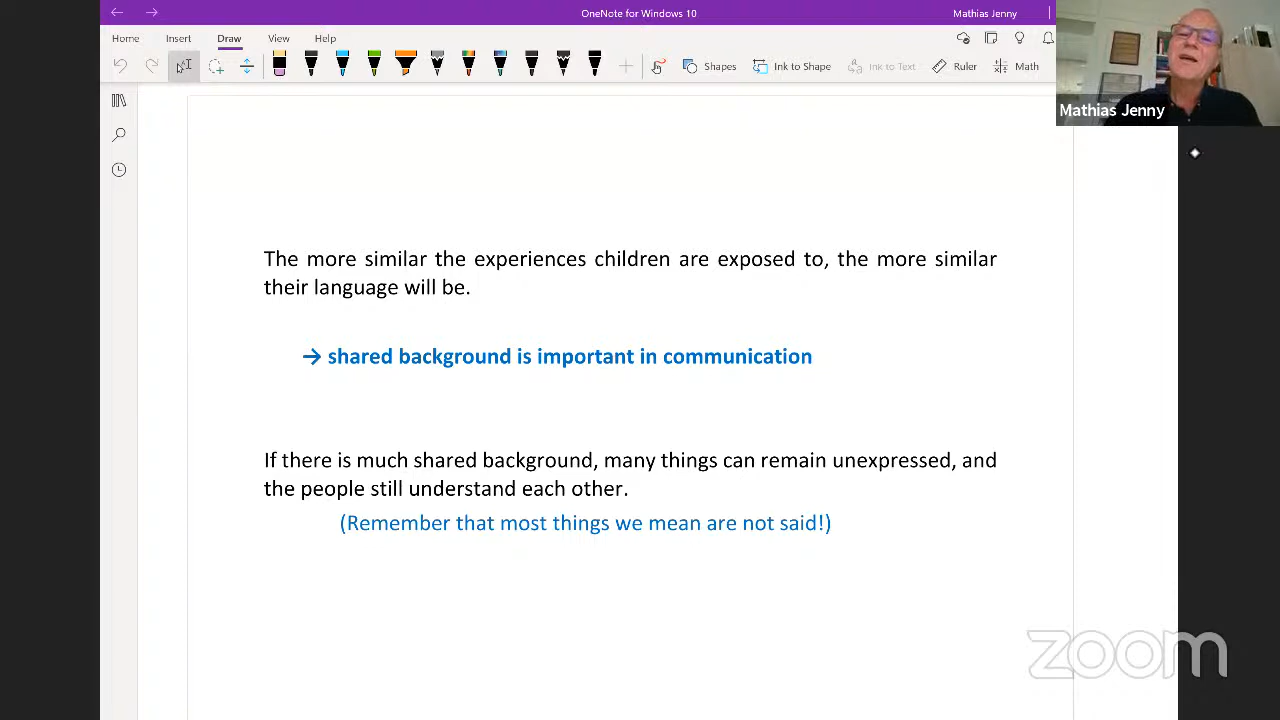 OneNote for Windows 10
Mathias Jenny
Home Insert Draw View Help
Shapes Ink to Shape Ink to Text Ruler Math
Mathias Jenny
The more similar the experiences children are exposed to, the more similar
their language will be.
→ shared background is important in communication
If there is much shared background, many things can remain unexpressed, and
the people still understand each other.
(Remember that most things we mean are not said!)
zoom